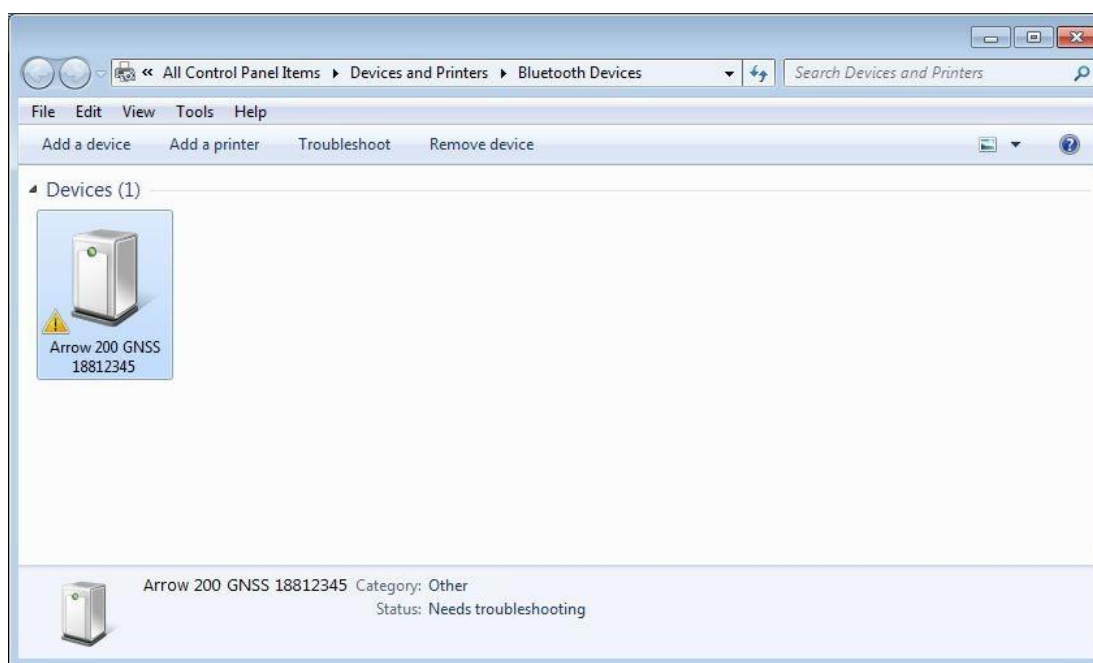 « All Control Panel Items ▸ Devices and Printers ▸ Bluetooth Devices
Search Devices and Printers
File Edit View Tools Help
Add a device Add a printer Troubleshoot Remove device
Devices (1)
Arrow 200 GNSS
18812345
Arrow 200 GNSS 18812345 Category: Other
Status: Needs troubleshooting